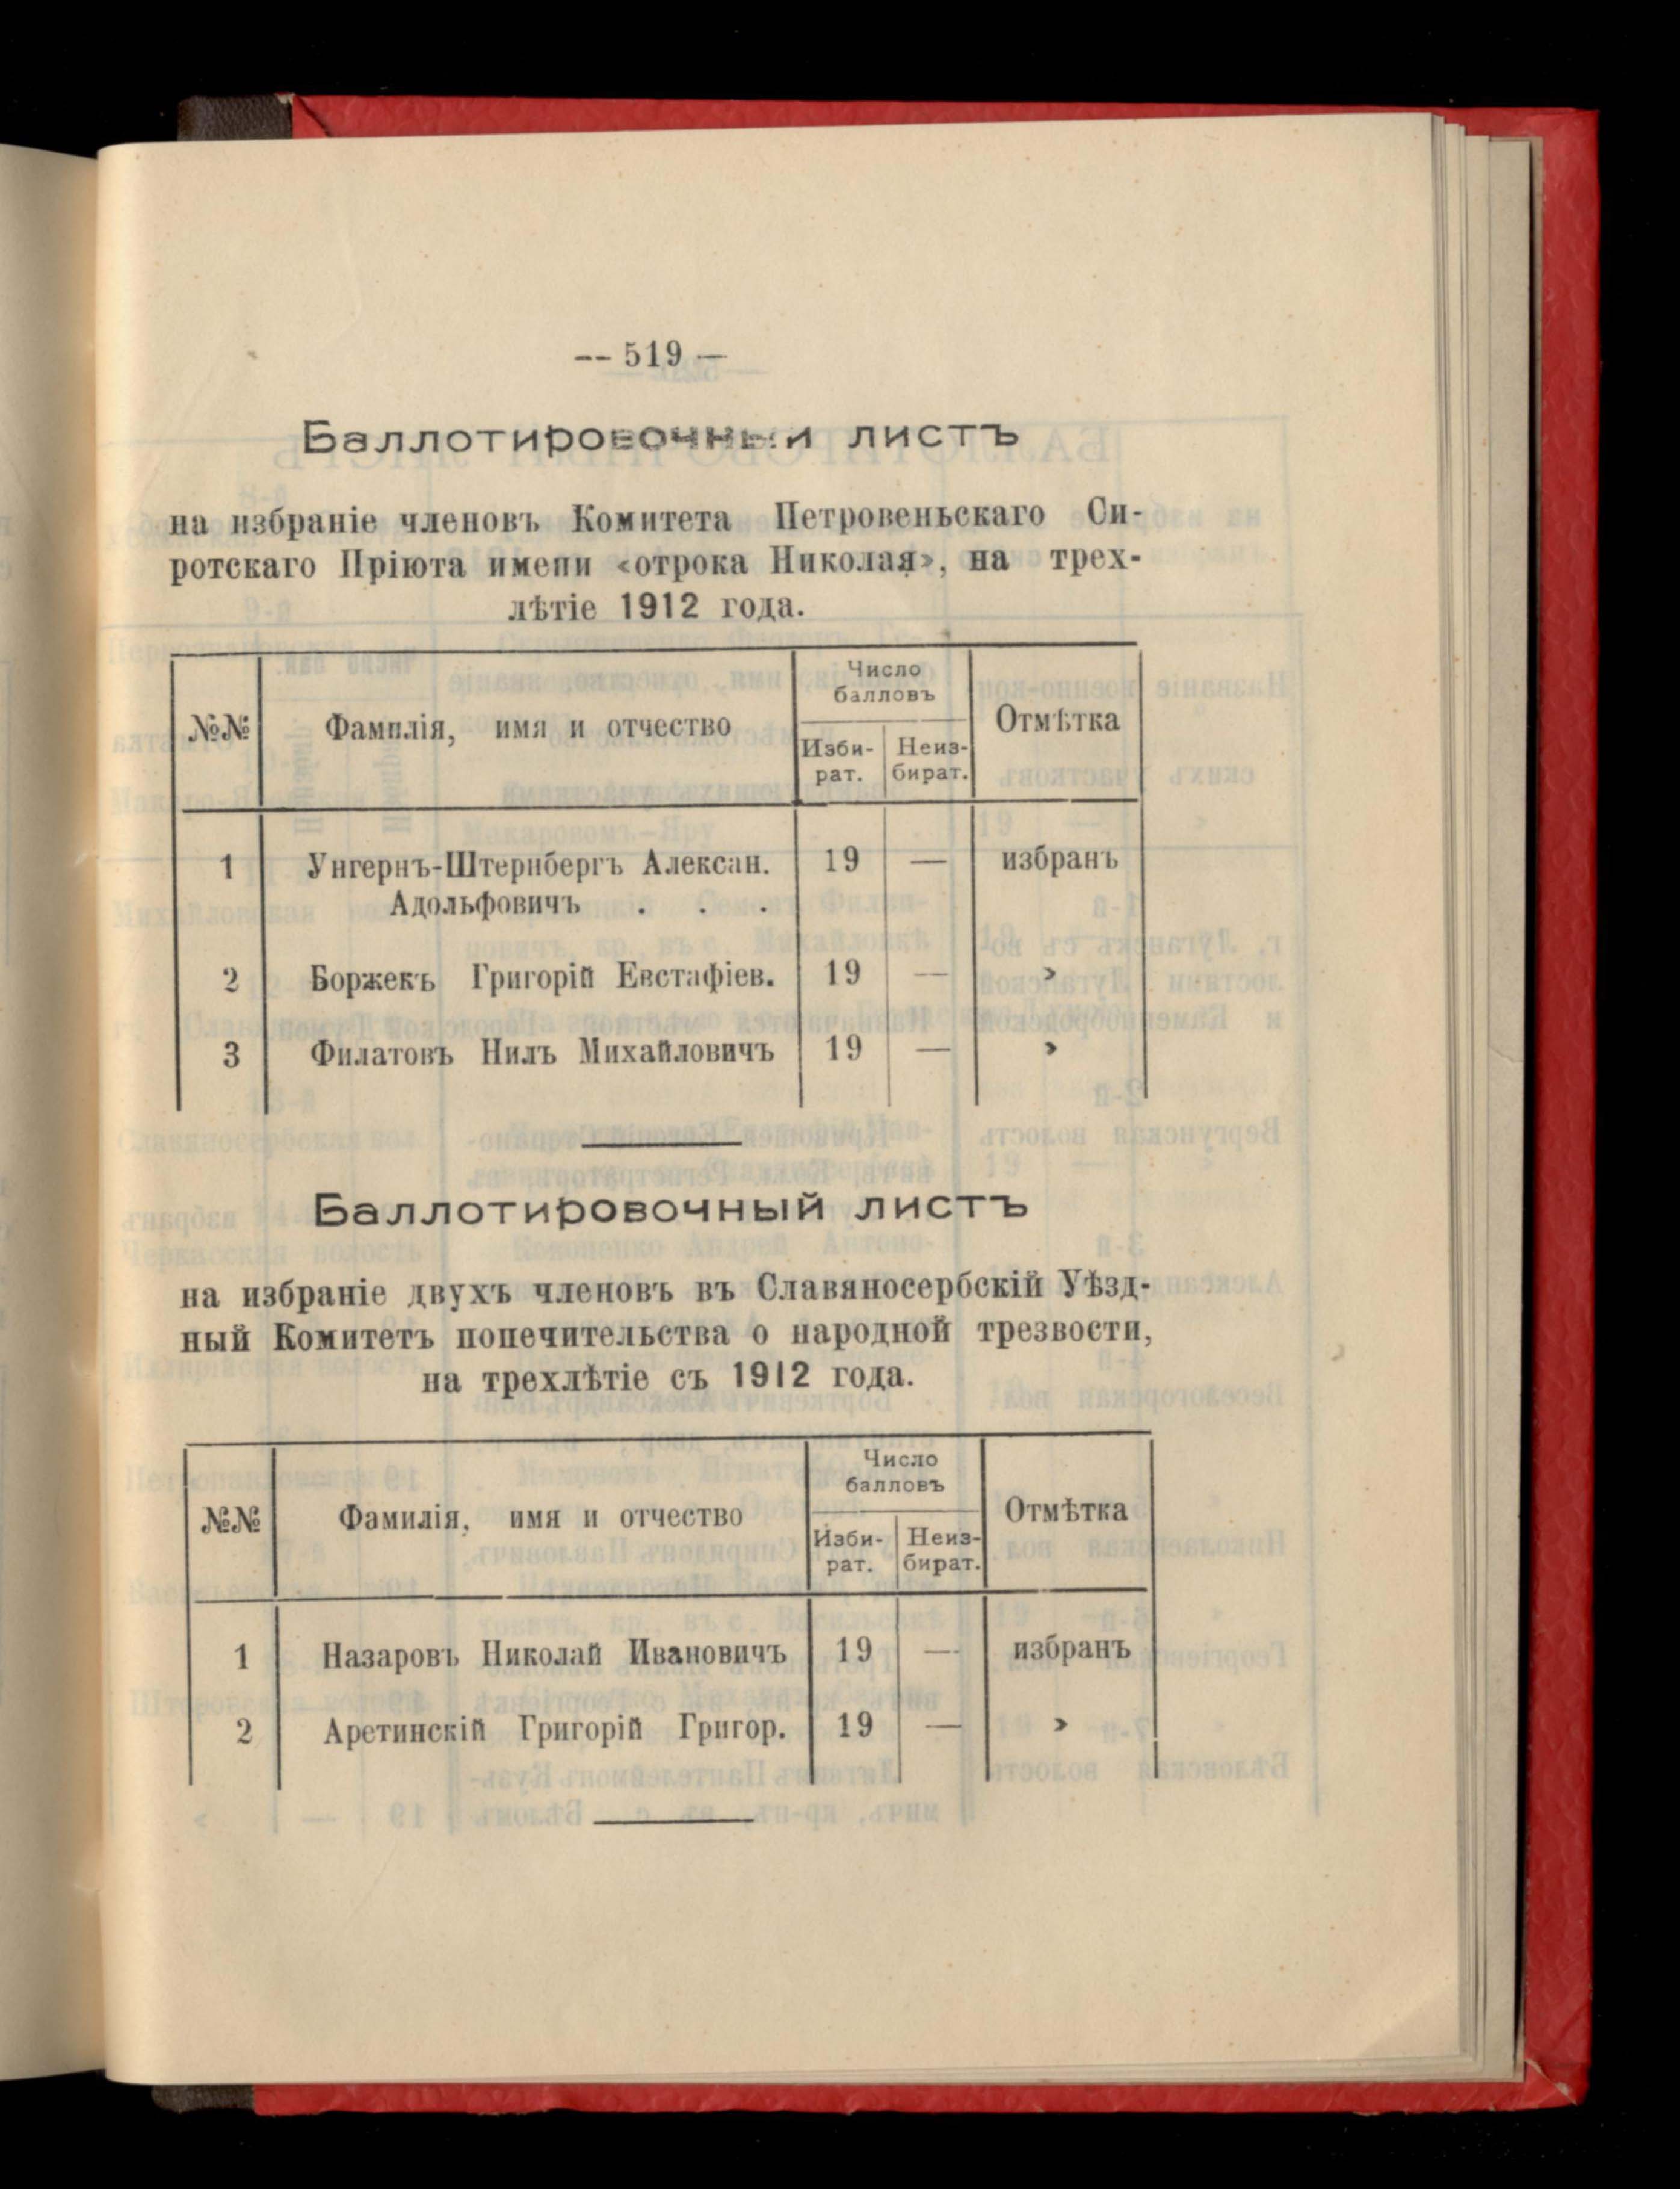 -- 519 —
Баллотировочный листъ
на избраніе членовъ Комитета Петровеньскаго Си-
ротскаго Пріюта имени «отрока Николая», на трех-
лѣтіе 1912 года.
№№ Фамилія, имя и отчество Число балловъ Отмѣтка
Изби-рат. Неиз-бират.
1 Унгернъ-Штернбергъ Алексан. 19 — избранъ
Адольфовичъ . . .
2 Боржекъ Григорій Евстафіев. 19 — »
3 Филатовъ Нилъ Михайловичъ 19 — »
Баллотировочный листъ
на избраніе двухъ членовъ въ Славяносербскій Уѣзд-
ный Комитетъ попечительства о народной трезвости,
на трехлѣтіе съ 1912 года.
№№ Фамилія, имя и отчество Число балловъ Отмѣтка
Изби-рат. Неиз-бират.
1 Назаровъ Николай Ивановичъ 19 — избранъ
2 Аретинскій Григорій Григор. 19 — »